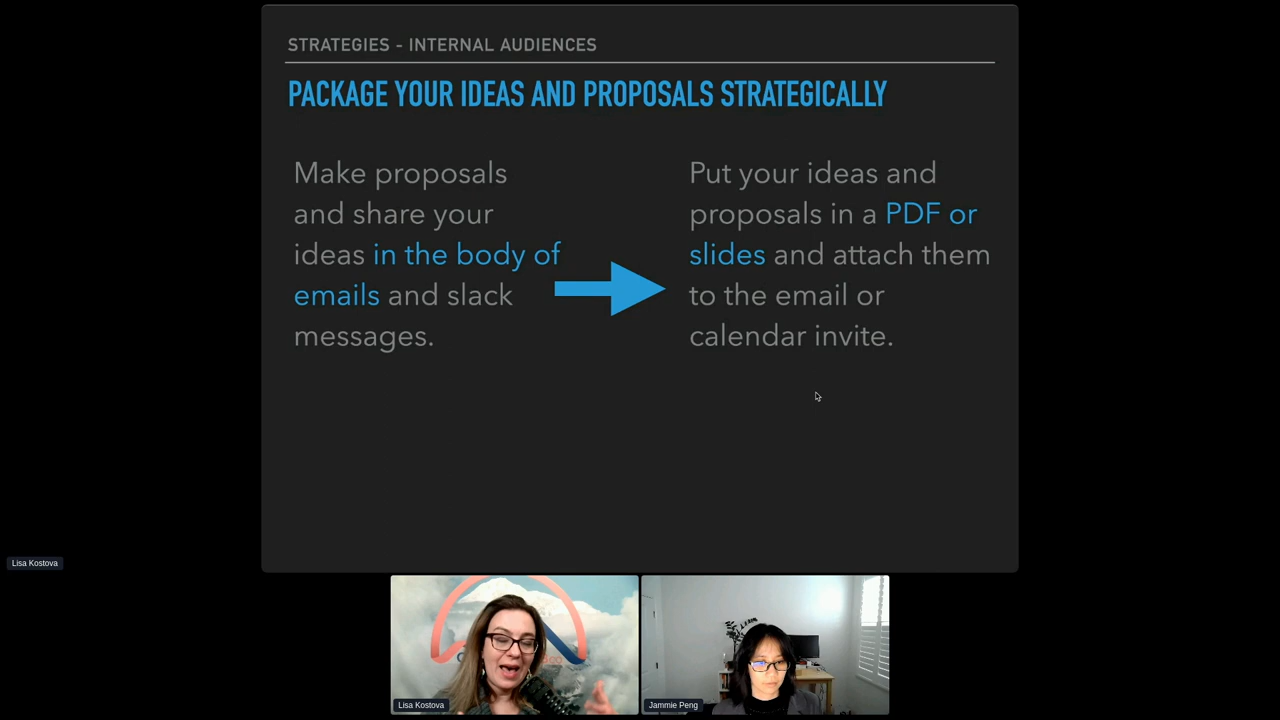 STRATEGIES - INTERNAL AUDIENCES
PACKAGE YOUR IDEAS AND PROPOSALS STRATEGICALLY
Make proposals
and share your
ideas in the body of
emails and slack
messages.
Put your ideas and
proposals in a PDF or
slides and attach them
to the email or
calendar invite.
Lisa Kostova
Lisa Kostova
Jammie Peng